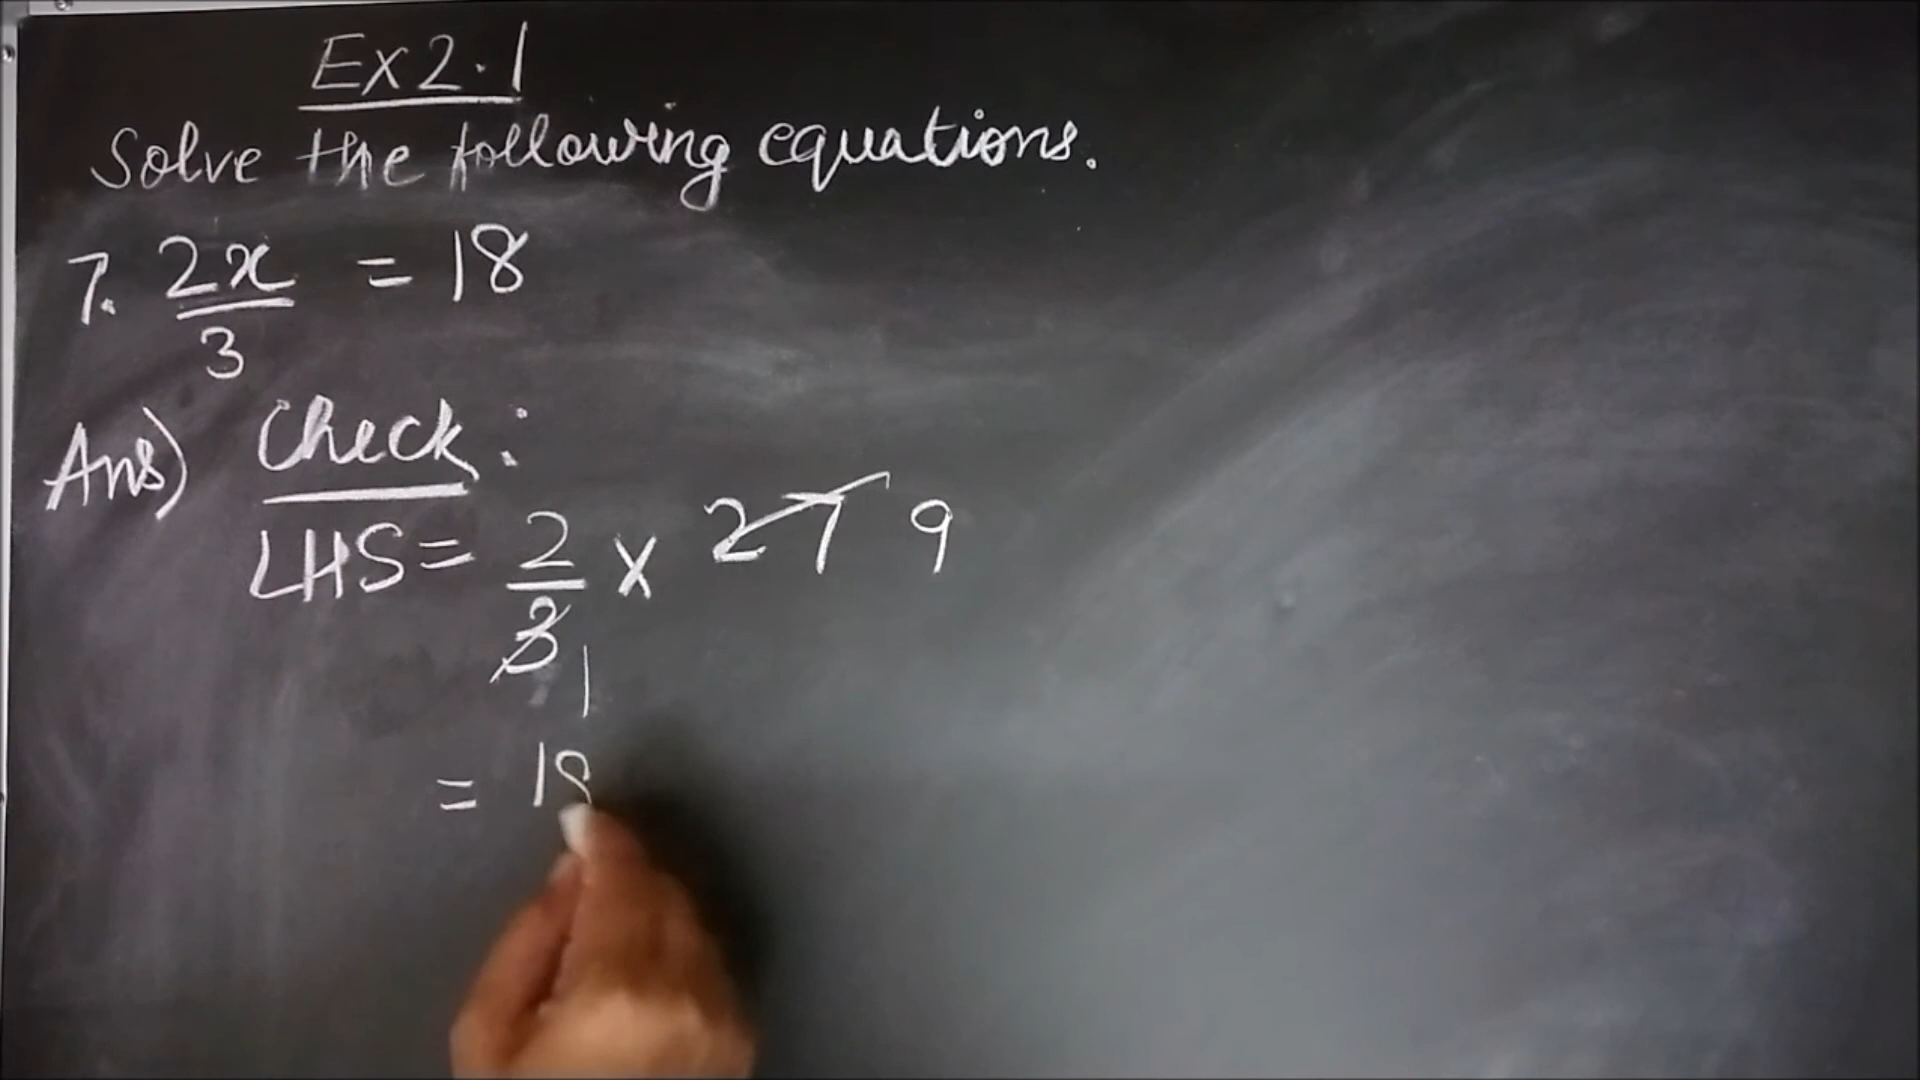 Ex 2.1
Solve the following equations.
7. 2x/3 = 18
Ans) Check:
LHS = 2/3 x 27 9
1
= 18